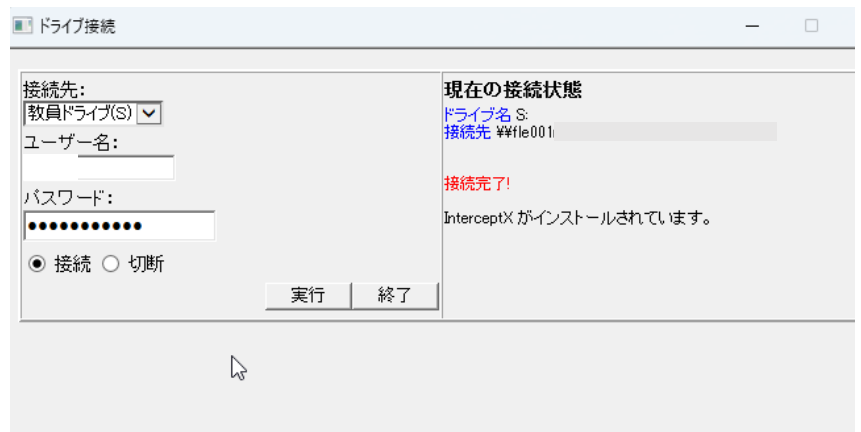 ドライブ接続
接続先:
教員ドライブ(S)
ユーザー名:
パスワード:
●●●●●●●●●●●
接続 切断
実行 終了
現在の接続状態
ドライブ名 S:
接続先 ¥¥fle001
接続完了!
InterceptX がインストールされています。